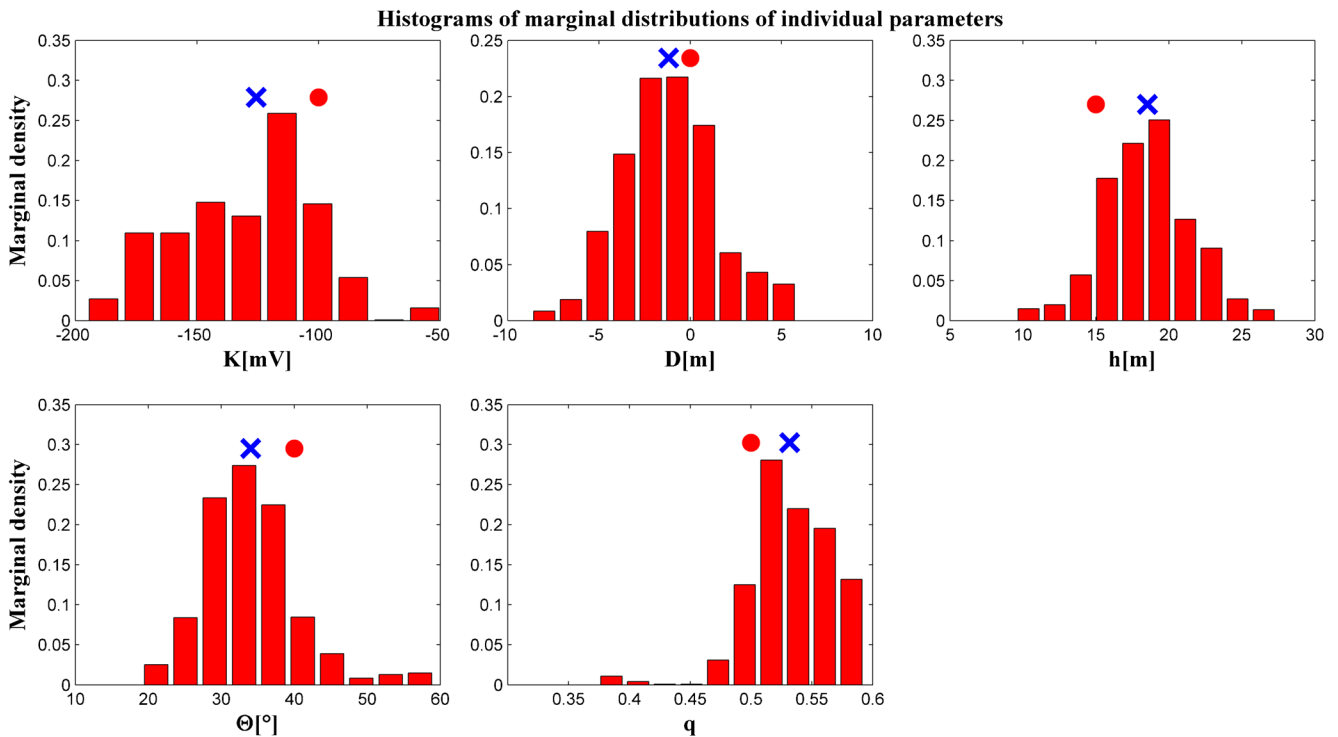 Histograms of marginal distributions of individual parameters
Marginal density
0.35
0.3
0.25
0.2
0.15
0.1
0.05
0
-200 -150 -100 -50
K[mV]
0.25
0.2
0.15
0.1
0.05
0
-10 -5 0 5 10
D[m]
0.35
0.3
0.25
0.2
0.15
0.1
0.05
0
5 10 15 20 25 30
h[m]
Marginal density
0.35
0.3
0.25
0.2
0.15
0.1
0.05
0
10 20 30 40 50 60
Θ[°]
0.35
0.3
0.25
0.2
0.15
0.1
0.05
0
0.35 0.4 0.45 0.5 0.55 0.6
q